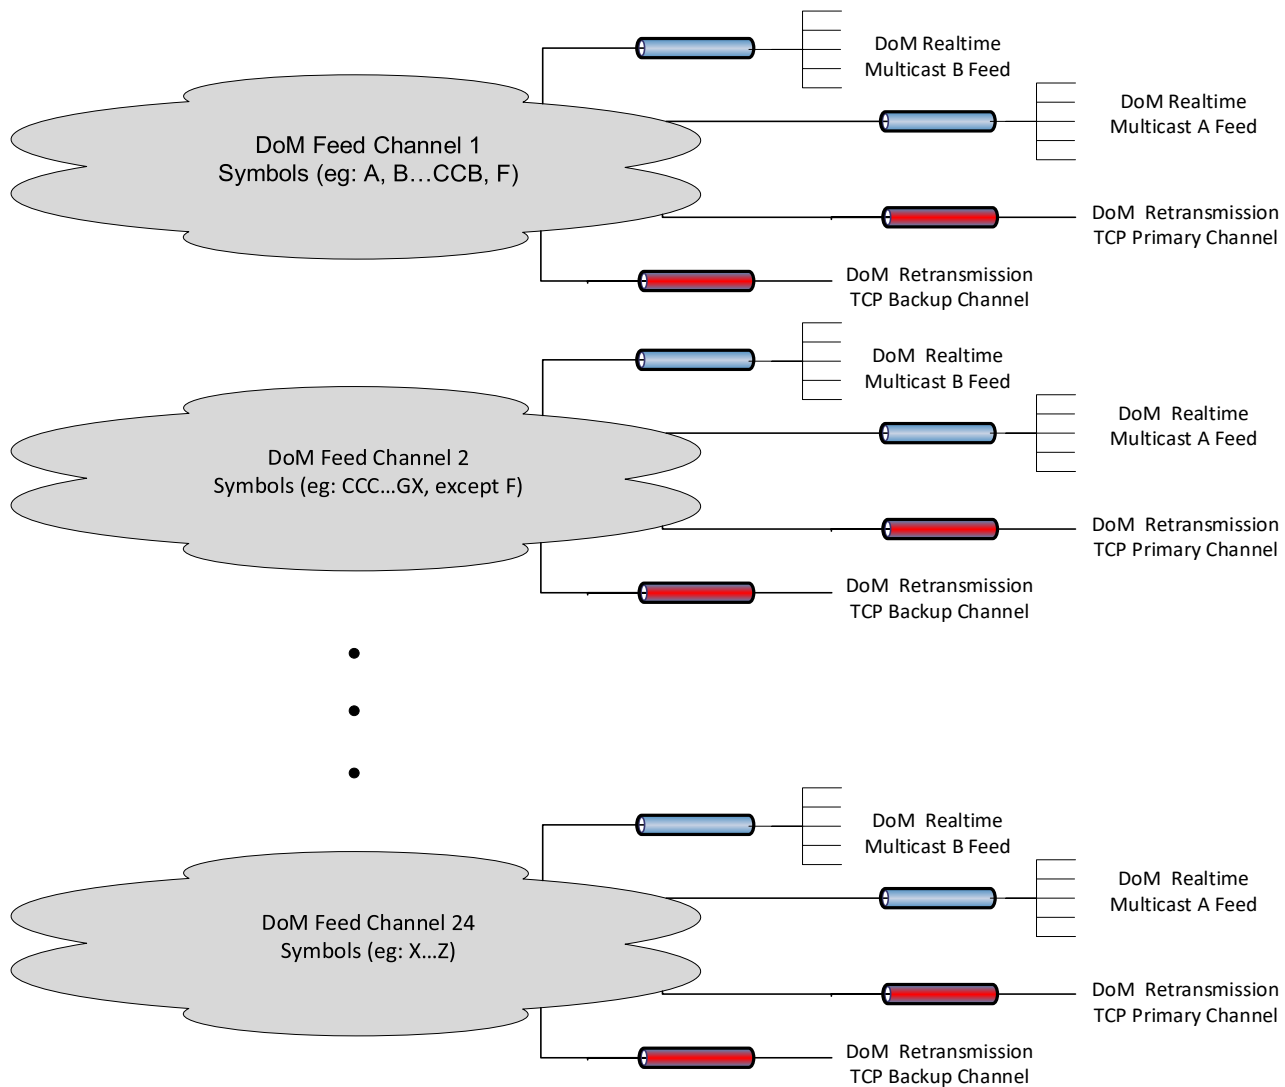 DoM Realtime
Multicast B Feed
DoM Realtime
Multicast A Feed
DoM Feed Channel 1
Symbols (eg: A, B…CCB, F)
DoM Retransmission
TCP Primary Channel
DoM Retransmission
TCP Backup Channel
DoM Realtime
Multicast B Feed
DoM Realtime
Multicast A Feed
DoM Feed Channel 2
Symbols (eg: CCC…GX, except F)
DoM Retransmission
TCP Primary Channel
DoM Retransmission
TCP Backup Channel
DoM Realtime
Multicast B Feed
DoM Realtime
Multicast A Feed
DoM Feed Channel 24
Symbols (eg: X…Z)
DoM Retransmission
TCP Primary Channel
DoM Retransmission
TCP Backup Channel